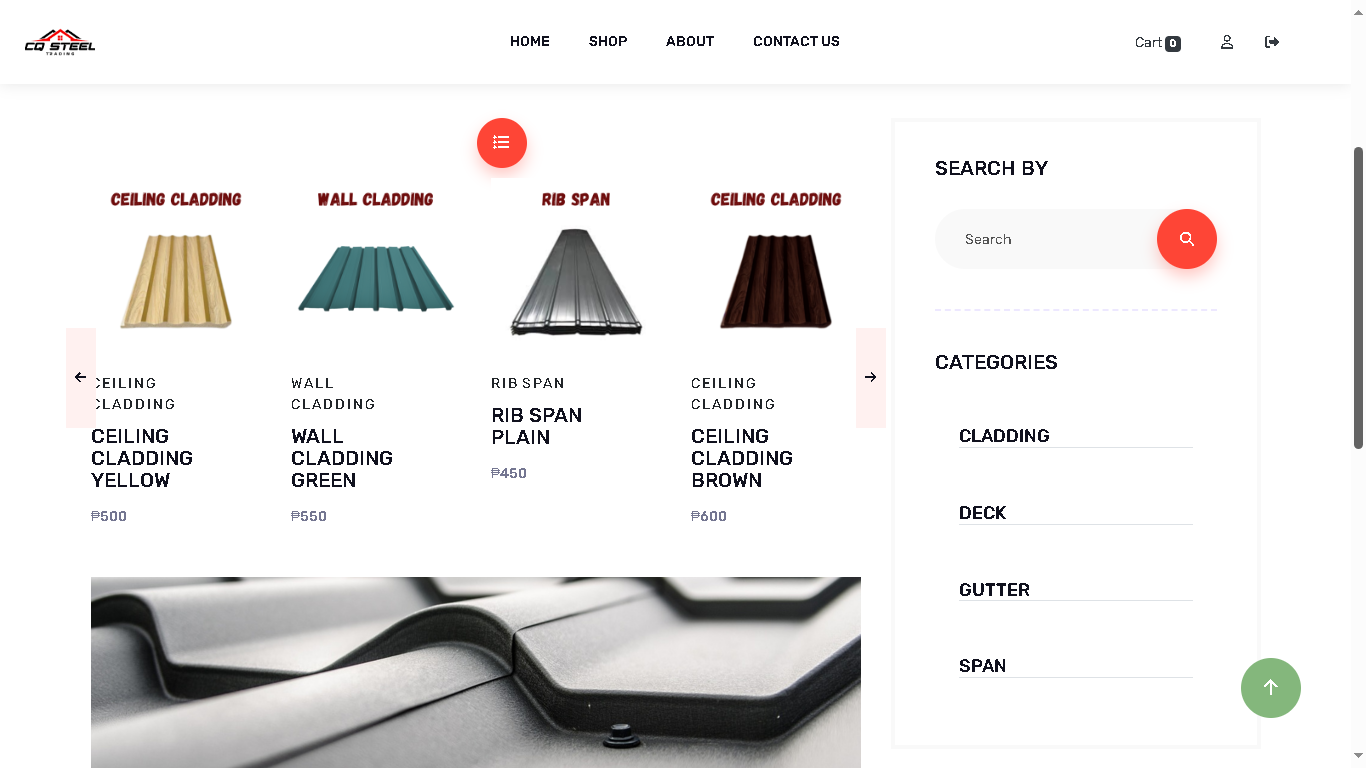 CQ STEEL
TRADING
HOME
SHOP
ABOUT
CONTACT US
Cart 0
CEILING CLADDING
WALL CLADDING
RIB SPAN
CEILING CLADDING
CEILING
CLADDING
CEILING
CLADDING
YELLOW
₱500
WALL
CLADDING
WALL
CLADDING
GREEN
₱550
RIB SPAN
RIB SPAN
PLAIN
₱450
CEILING
CLADDING
CEILING
CLADDING
BROWN
₱600
SEARCH BY
Search
CATEGORIES
CLADDING
DECK
GUTTER
SPAN